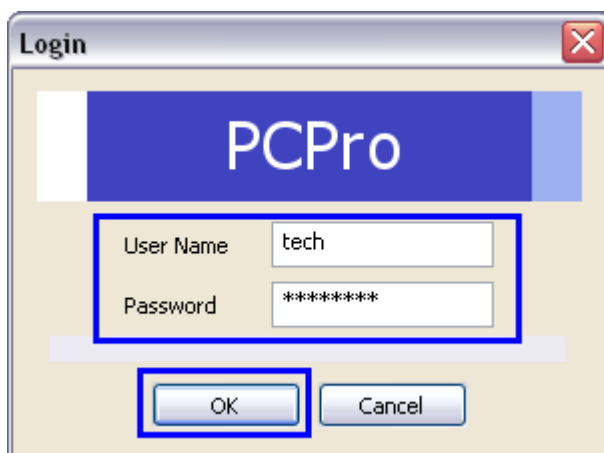 Login
PCPro
User Name tech
Password ********
OK Cancel